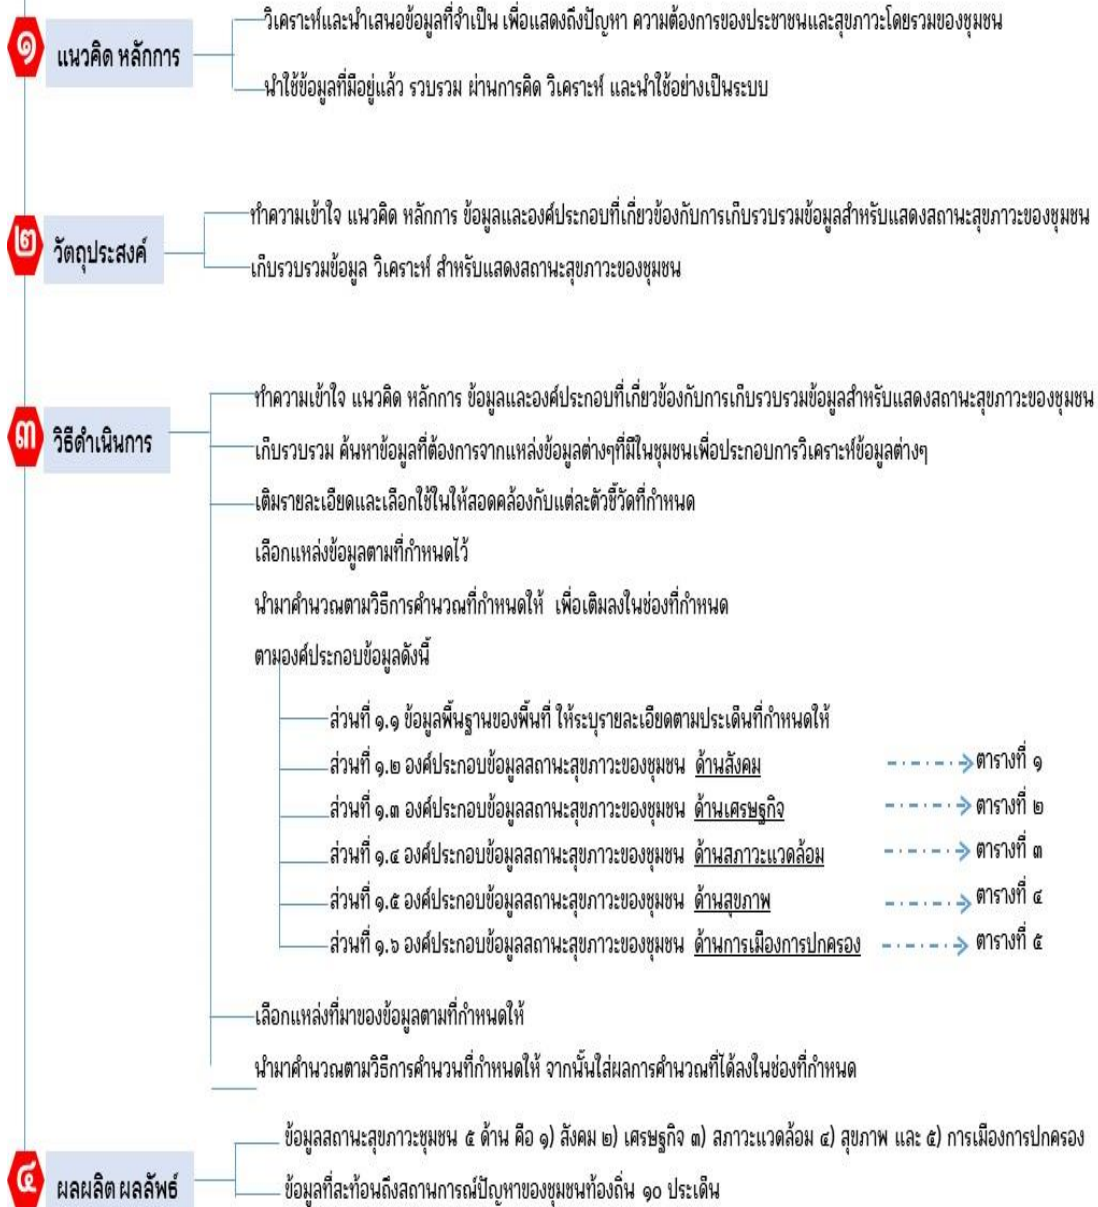 ๑
แนวคิด หลักการ
วิเคราะห์และนำเสนอข้อมูลที่จำเป็น เพื่อแสดงถึงปัญหา ความต้องการของประชาชนและสุขภาวะโดยรวมของชุมชน
นำใช้ข้อมูลที่มีอยู่แล้ว รวบรวม ผ่านการคิด วิเคราะห์ และนำใช้อย่างเป็นระบบ
๒
วัตถุประสงค์
ทำความเข้าใจ แนวคิด หลักการ ข้อมูลและองค์ประกอบที่เกี่ยวข้องกับการเก็บรวบรวมข้อมูลสำหรับแสดงสถานะสุขภาวะของชุมชน
เก็บรวบรวมข้อมูล วิเคราะห์ สำหรับแสดงสถานะสุขภาวะของชุมชน
๓
วิธีดำเนินการ
ทำความเข้าใจ แนวคิด หลักการ ข้อมูลและองค์ประกอบที่เกี่ยวข้องกับการเก็บรวบรวมข้อมูลสำหรับแสดงสถานะสุขภาวะของชุมชน
เก็บรวบรวม ค้นหาข้อมูลที่ต้องการจากแหล่งข้อมูลต่างๆที่มีในชุมชนเพื่อประกอบการวิเคราะห์ข้อมูลต่างๆ
เติมรายละเอียดและเลือกใช้ในให้สอดคล้องกับแต่ละตัวชี้วัดที่กำหนด
เลือกแหล่งข้อมูลตามที่กำหนดไว้
นำมาคำนวณตามวิธีการคำนวณที่กำหนดให้ เพื่อเติมลงในช่องที่กำหนด
ตามองค์ประกอบข้อมูลดังนี้
ส่วนที่ ๑.๑ ข้อมูลพื้นฐานของพื้นที่ ให้ระบุรายละเอียดตามประเด็นที่กำหนดให้
ส่วนที่ ๑.๒ องค์ประกอบข้อมูลสถานะสุขภาวะของชุมชน ด้านสังคม ตารางที่ ๑
ส่วนที่ ๑.๓ องค์ประกอบข้อมูลสถานะสุขภาวะของชุมชน ด้านเศรษฐกิจ ตารางที่ ๒
ส่วนที่ ๑.๔ องค์ประกอบข้อมูลสถานะสุขภาวะของชุมชน ด้านสภาวะแวดล้อม ตารางที่ ๓
ส่วนที่ ๑.๕ องค์ประกอบข้อมูลสถานะสุขภาวะของชุมชน ด้านสุขภาพ ตารางที่ ๔
ส่วนที่ ๑.๖ องค์ประกอบข้อมูลสถานะสุขภาวะของชุมชน ด้านการเมืองการปกครอง ตารางที่ ๕
เลือกแหล่งที่มาของข้อมูลตามที่กำหนดให้
นำมาคำนวณตามวิธีการคำนวนที่กำหนดให้ จากนั้นใส่ผลการคำนวณที่ได้ลงในช่องที่กำหนด
๔
ผลผลิต ผลลัพธ์
ข้อมูลสถานะสุขภาวะชุมชน ๕ ด้าน คือ ๑) สังคม ๒) เศรษฐกิจ ๓) สภาวะแวดล้อม ๔) สุขภาพ และ ๕) การเมืองการปกครอง
ข้อมูลที่สะท้อนถึงสถานการณ์ปัญหาของชุมชนท้องถิ่น ๑๐ ประเด็น